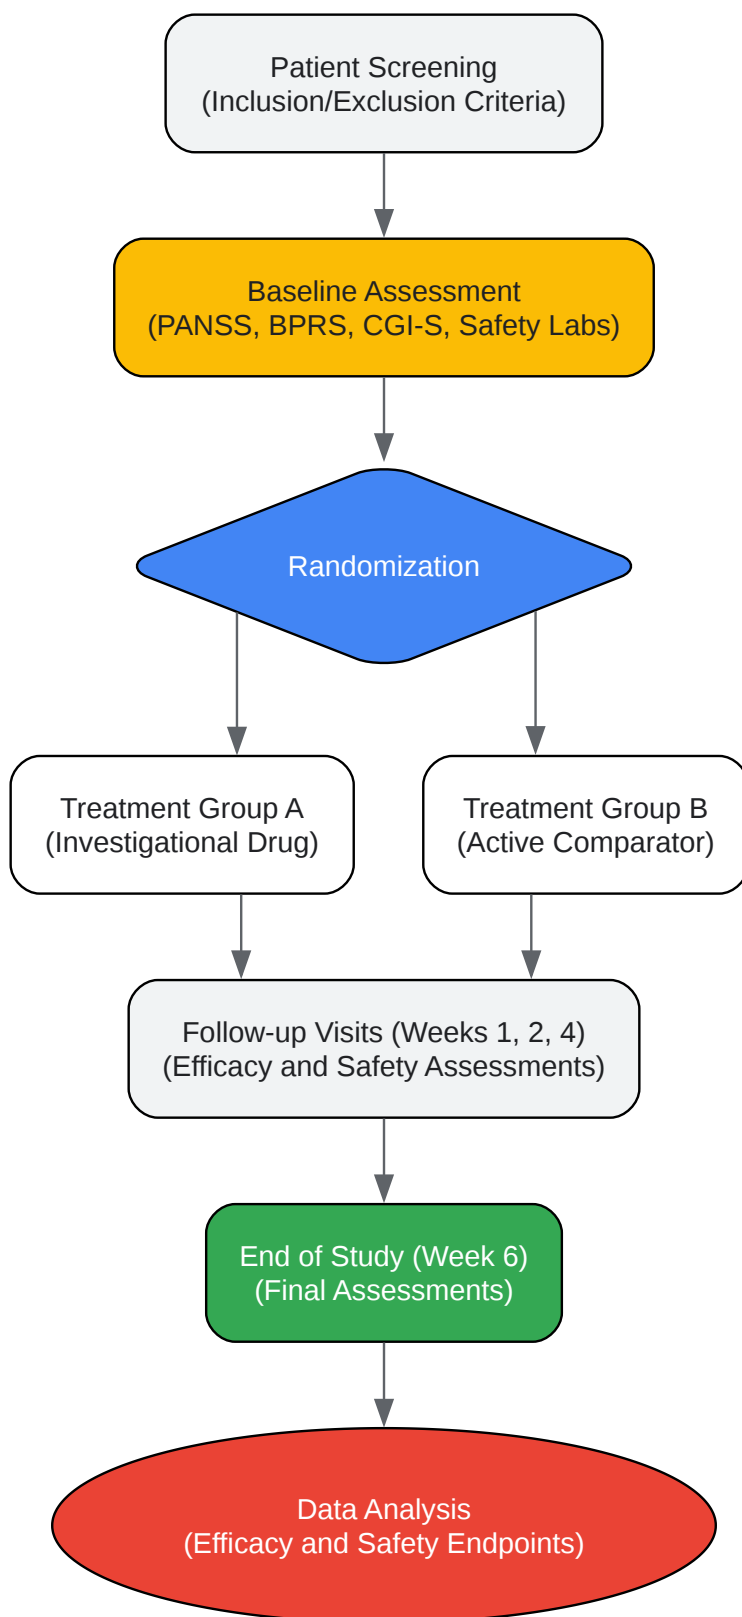 Patient Screening
(Inclusion/Exclusion Criteria)
Baseline Assessment
(PANSS, BPRS, CGI-S, Safety Labs)
Randomization
Treatment Group A
(Investigational Drug)
Treatment Group B
(Active Comparator)
Follow-up Visits (Weeks 1, 2, 4)
(Efficacy and Safety Assessments)
End of Study (Week 6)
(Final Assessments)
Data Analysis
(Efficacy and Safety Endpoints)